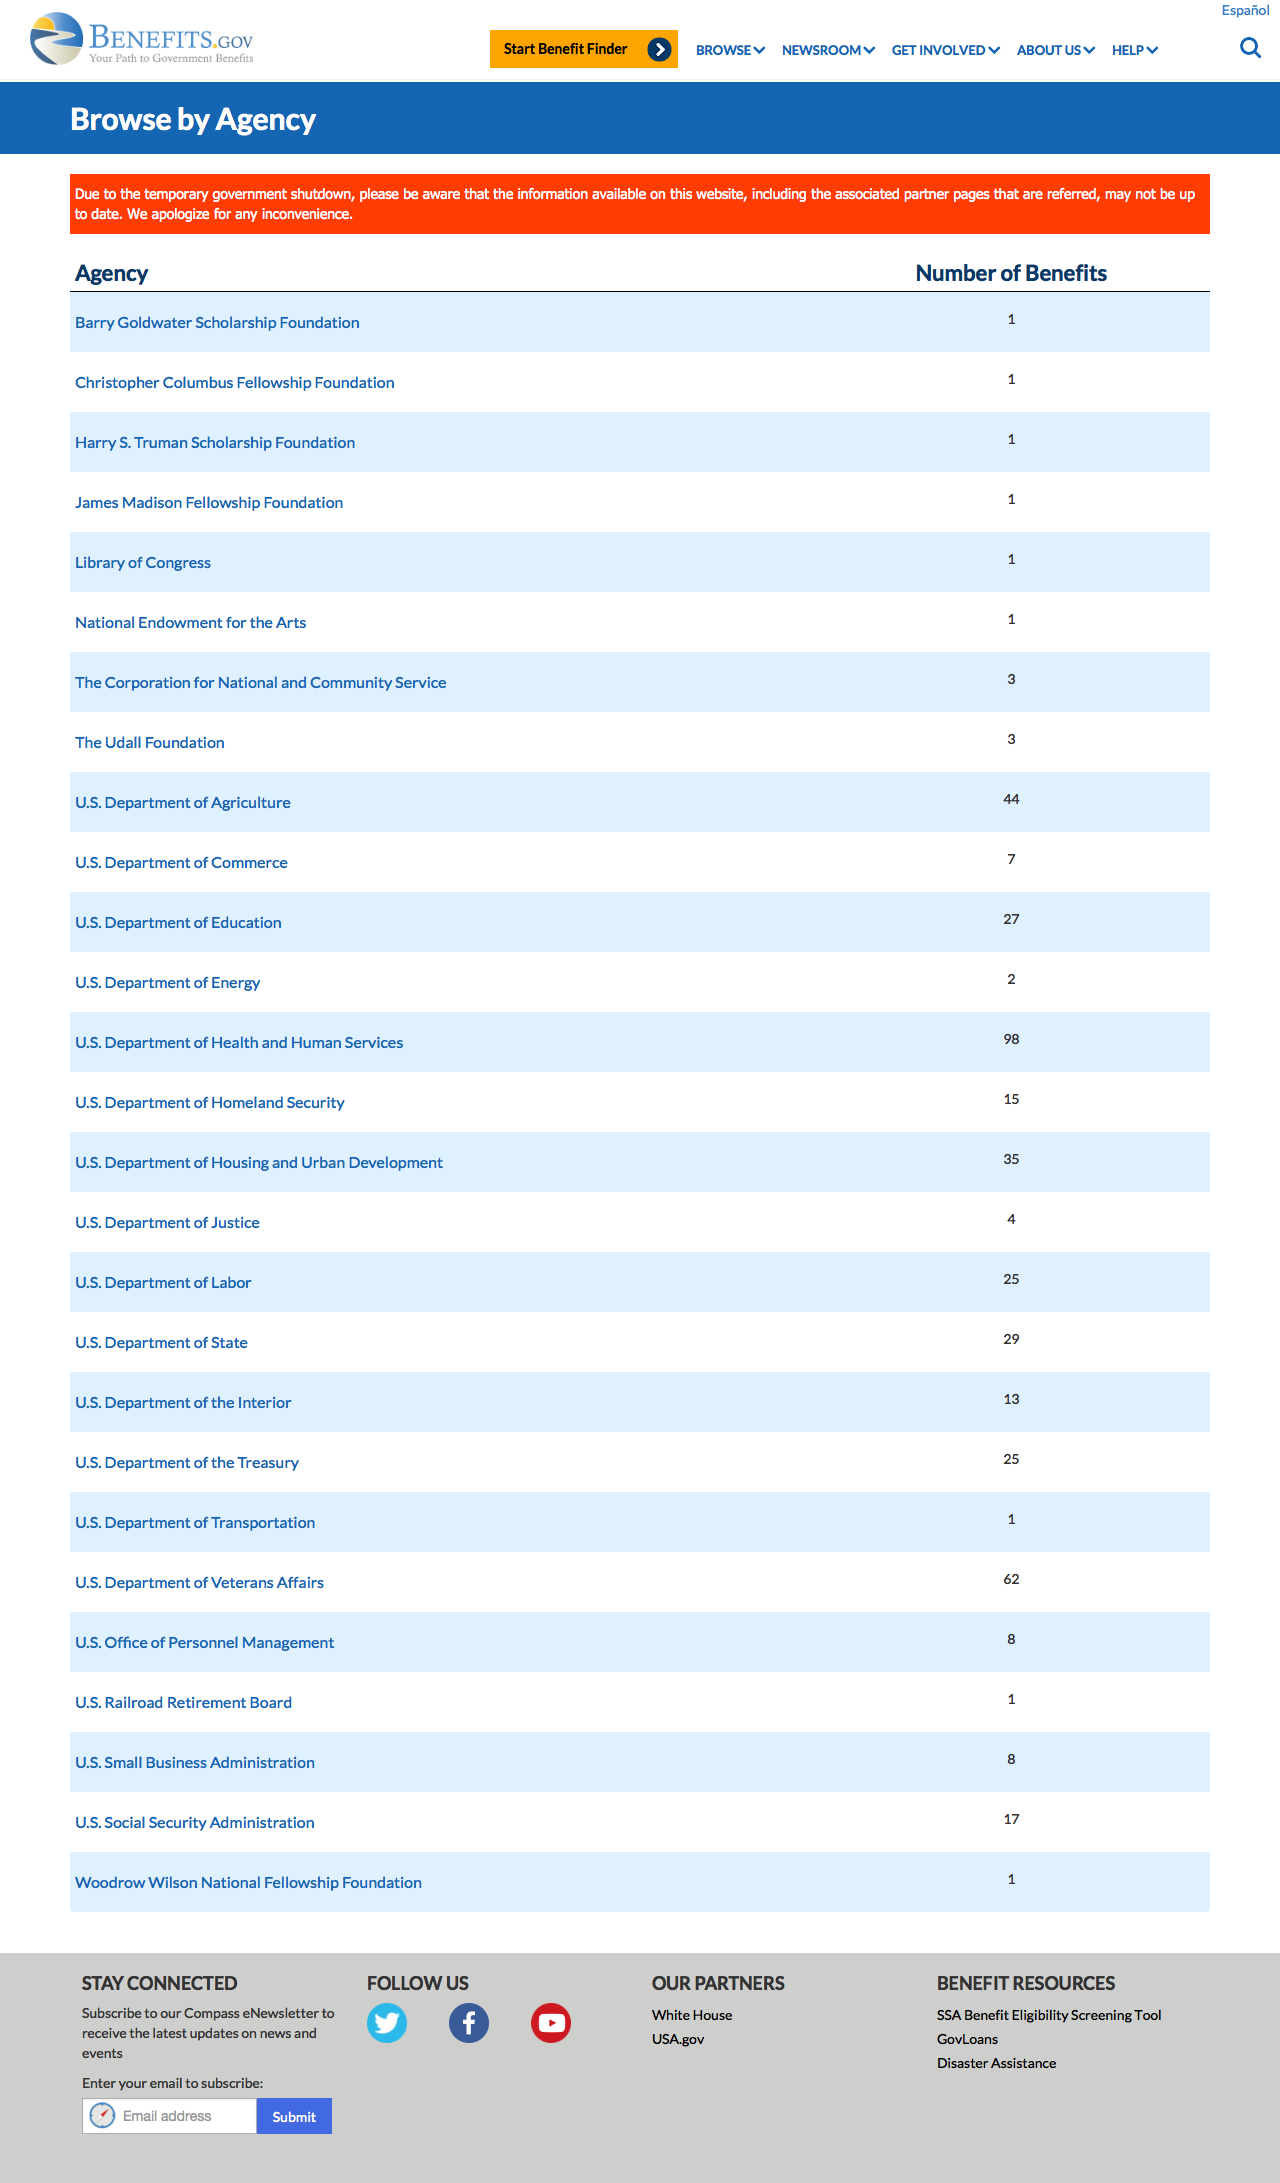 Español
BENEFITS.GOV
Your Path to Government Benefits
Start Benefit Finder
BROWSE NEWSROOM GET INVOLVED ABOUT US HELP
Browse by Agency
Due to the temporary government shutdown, please be aware that the information available on this website, including the associated partner pages that are referred, may not be up
to date. We apologize for any inconvenience.
Agency Number of Benefits
Barry Goldwater Scholarship Foundation 1
Christopher Columbus Fellowship Foundation 1
Harry S. Truman Scholarship Foundation 1
James Madison Fellowship Foundation 1
Library of Congress 1
National Endowment for the Arts 1
The Corporation for National and Community Service 3
The Udall Foundation 3
U.S. Department of Agriculture 44
U.S. Department of Commerce 7
U.S. Department of Education 27
U.S. Department of Energy 2
U.S. Department of Health and Human Services 98
U.S. Department of Homeland Security 15
U.S. Department of Housing and Urban Development 35
U.S. Department of Justice 4
U.S. Department of Labor 25
U.S. Department of State 29
U.S. Department of the Interior 13
U.S. Department of the Treasury 25
U.S. Department of Transportation 1
U.S. Department of Veterans Affairs 62
U.S. Office of Personnel Management 8
U.S. Railroad Retirement Board 1
U.S. Small Business Administration 8
U.S. Social Security Administration 17
Woodrow Wilson National Fellowship Foundation 1
STAY CONNECTED
Subscribe to our Compass eNewsletter to
receive the latest updates on news and
events
Enter your email to subscribe:
Email address Submit
FOLLOW US
OUR PARTNERS
White House
USA.gov
BENEFIT RESOURCES
SSA Benefit Eligibility Screening Tool
GovLoans
Disaster Assistance